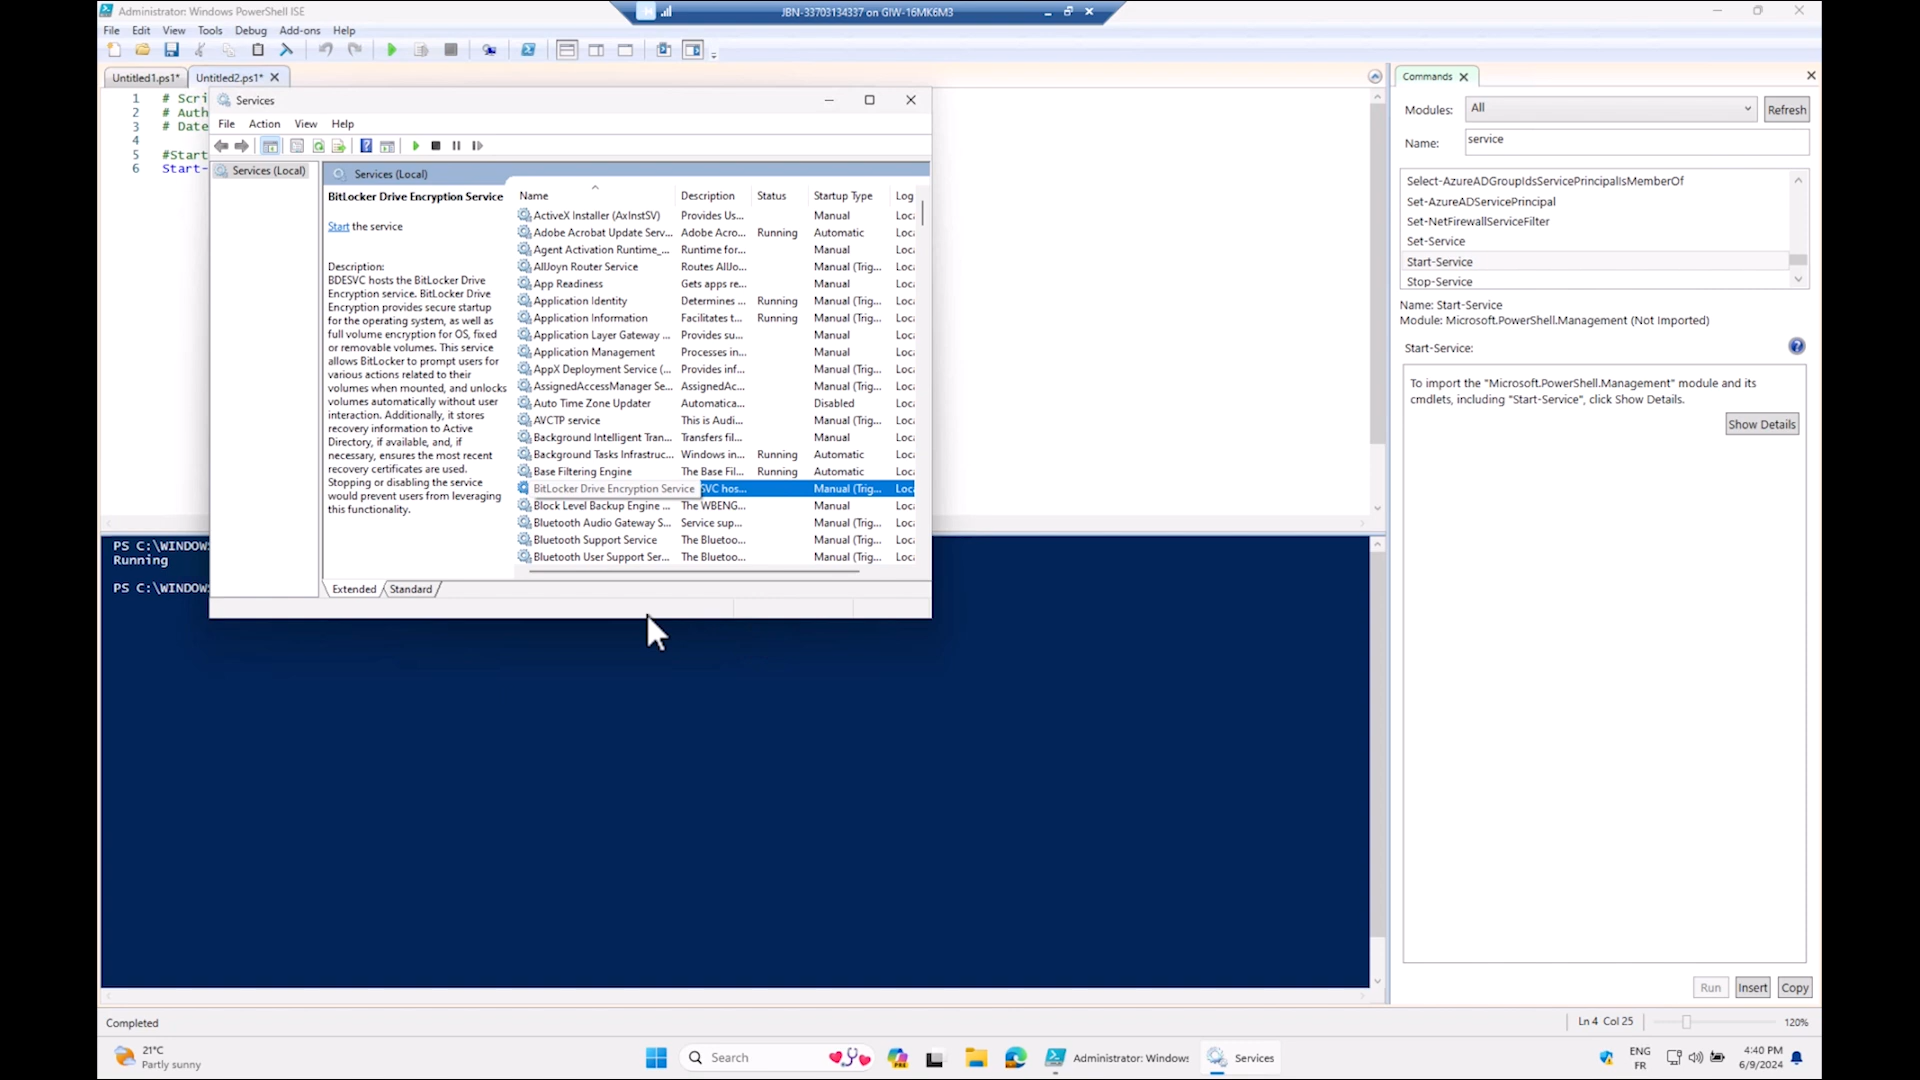 Administrator: Windows PowerShell ISE
JBN-33703134337 on GIW-16MK6M3
File Edit View Tools Debug Add-ons Help
Untitled1.ps1* Untitled2.ps1*
1 # Scri
2 # Auth
3 # Date
4
5 #Start
6 Start-
Services
File Action View Help
Services (Local)
Services (Local)
BitLocker Drive Encryption Service
Start the service
Description:
BDESVC hosts the BitLocker Drive
Encryption service. BitLocker Drive
Encryption provides secure startup
for the operating system, as well as
full volume encryption for OS, fixed
or removable volumes. This service
allows BitLocker to prompt users for
various actions related to their
volumes when mounted, and unlocks
volumes automatically without user
interaction. Additionally, it stores
recovery information to Active
Directory, if available, and, if
necessary, ensures the most recent
recovery certificates are used.
Stopping or disabling the service
would prevent users from leveraging
this functionality.
Name Description Status Startup Type Log
ActiveX Installer (AxInstSV) Provides Us... Manual Loc
Adobe Acrobat Update Serv... Adobe Acro... Running Automatic Loc
Agent Activation Runtime_... Runtime for... Manual Loc
AllJoyn Router Service Routes AllJo... Manual (Trig... Loc
App Readiness Gets apps re... Manual Loc
Application Identity Determines ... Running Manual (Trig... Loc
Application Information Facilitates t... Running Manual (Trig... Loc
Application Layer Gateway ... Provides su... Manual Loc
Application Management Processes in... Manual Loc
AppX Deployment Service (... Provides inf... Manual (Trig... Loc
AssignedAccessManager Se... AssignedAc... Manual (Trig... Loc
Auto Time Zone Updater Automatica... Disabled Loc
AVCTP service This is Audi... Manual (Trig... Loc
Background Intelligent Tran... Transfers fil... Manual Loc
Background Tasks Infrastruc... Windows in... Running Automatic Loc
Base Filtering Engine The Base Fil... Running Automatic Loc
BitLocker Drive Encryption Service SVC hos... Manual (Trig... Loc
Block Level Backup Engine ... The WBENG... Manual Loc
Bluetooth Audio Gateway S... Service sup... Manual (Trig... Loc
Bluetooth Support Service The Bluetoo... Manual (Trig... Loc
Bluetooth User Support Ser... The Bluetoo... Manual (Trig... Loc
Extended Standard
PS C:\WINDOWS
Running
PS C:\WINDOWS
Commands
Modules: All Refresh
Name: service
Select-AzureADGroupIdsServicePrincipalIsMemberOf
Set-AzureADServicePrincipal
Set-NetFirewallServiceFilter
Set-Service
Start-Service
Stop-Service
Name: Start-Service
Module: Microsoft.PowerShell.Management (Not Imported)
Start-Service:
To import the "Microsoft.PowerShell.Management" module and its
cmdlets, including "Start-Service", click Show Details.
Show Details
Run Insert Copy
Completed
Ln 4 Col 25
120%
21°C
Partly sunny
Search
PRE
Administrator: Windows
Services
ENG
FR
4:40 PM
6/9/2024